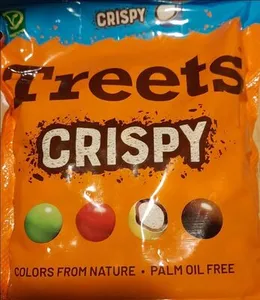 CRISPY
Treets
CRISPY
COLORS FROM NATURE • PALM OIL FREE